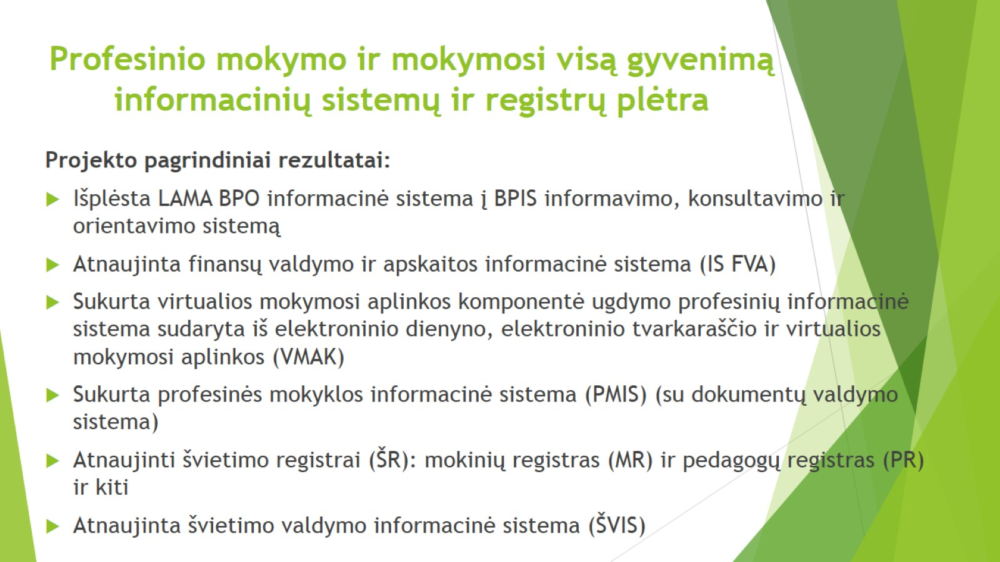 Profesinio mokymo ir mokymosi visą gyvenimą
informacinių sistemų ir registrų plėtra
Projekto pagrindiniai rezultatai:
Išplėsta LAMA BPO informacinė sistema į BPIS informavimo, konsultavimo ir
orientavimo sistemą
Atnaujinta finansų valdymo ir apskaitos informacinė sistema (IS FVA)
Sukurta virtualios mokymosi aplinkos komponentė ugdymo profesinių informacinė
sistema sudaryta iš elektroninio dienyno, elektroninio tvarkaraščio ir virtualios
mokymosi aplinkos (VMAK)
Sukurta profesinės mokyklos informacinė sistema (PMIS) (su dokumentų valdymo
sistema)
Atnaujinti švietimo registrai (ŠR): mokinių registras (MR) ir pedagogų registras (PR)
ir kiti
Atnaujinta švietimo valdymo informacinė sistema (ŠVIS)